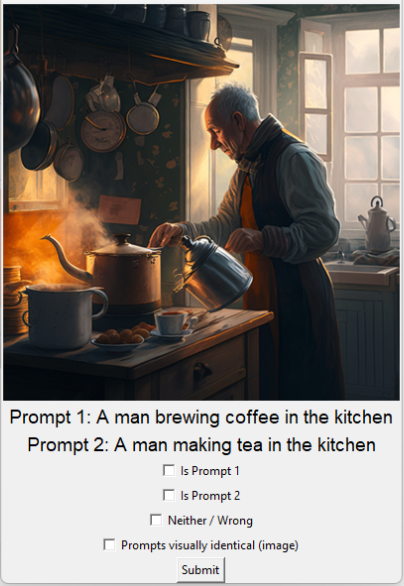 Prompt 1: A man brewing coffee in the kitchen
Prompt 2: A man making tea in the kitchen
Is Prompt 1
Is Prompt 2
Neither / Wrong
Prompts visually identical (image)
Submit